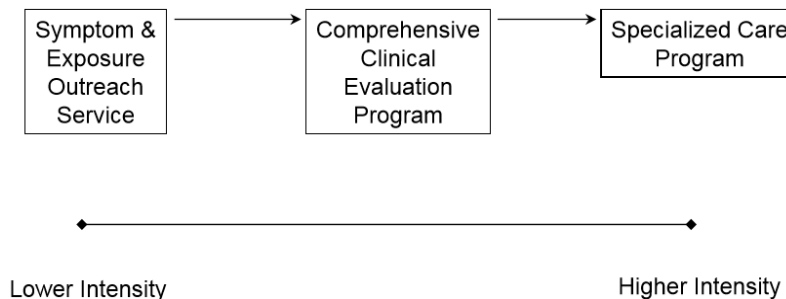 Symptom &
Exposure
Outreach
Service
Comprehensive
Clinical
Evaluation
Program
Specialized Care
Program
Lower Intensity
Higher Intensity